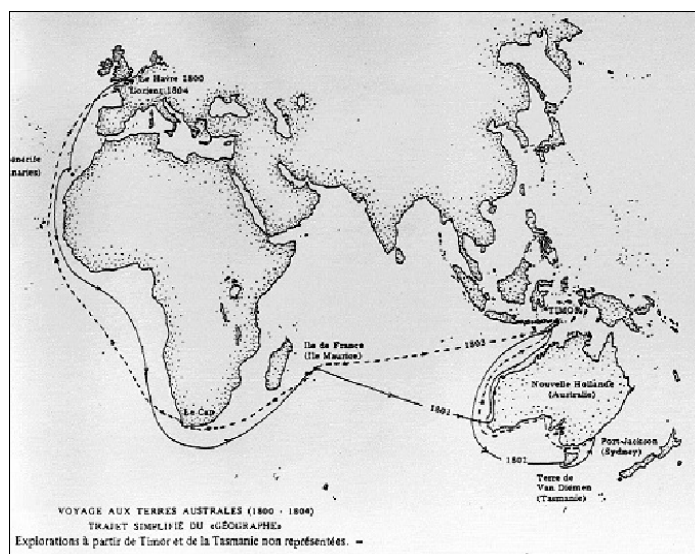 Le Havre 1800
Lorient 1804
Ile de France
(Ile Maurice)
Le Cap
TIMOR
1803
1801
1801
Nouvelle Hollande
(Australie)
Port-Jackson
(Sydney)
Terre de
Van Diemen
(Tasmanie)
VOYAGE AUX TERRES AUSTRALES (1800 - 1804)
TRAJET SIMPLIFIÉ DU «GÉOGRAPHE»
Explorations à partir de Timor et de la Tasmanie non représentées. -